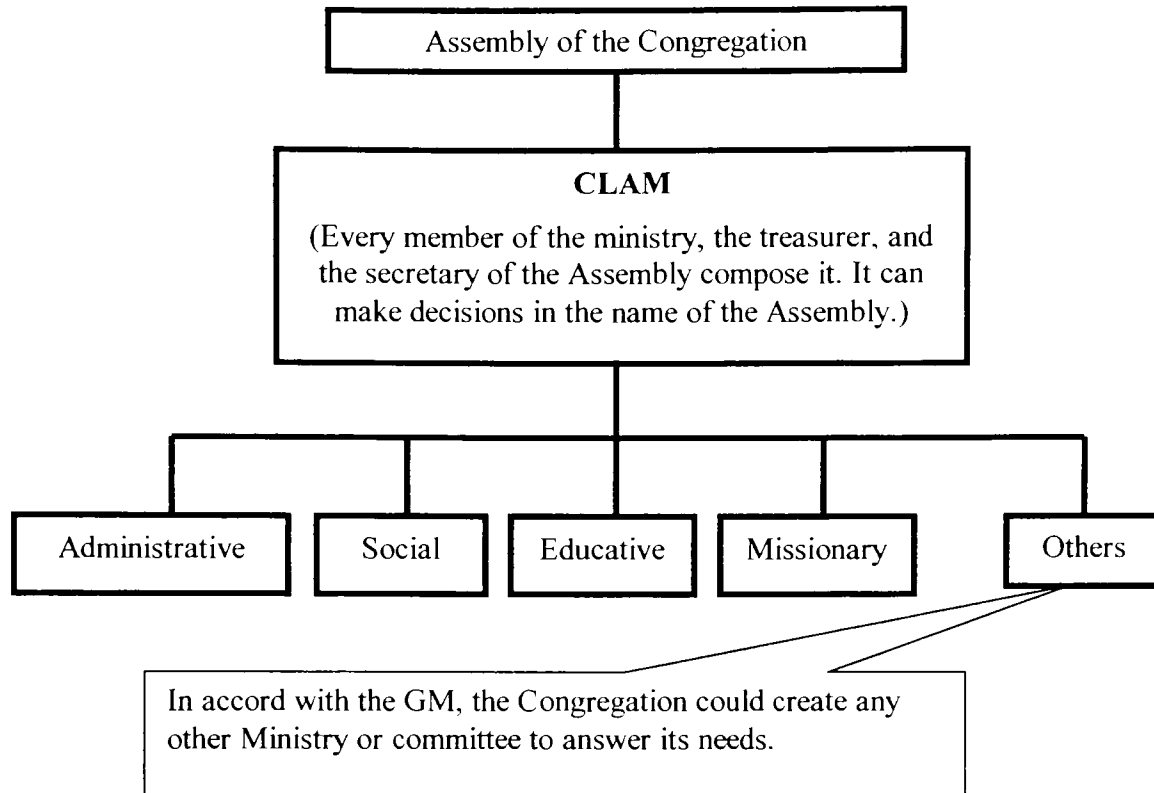 Assembly of the Congregation
CLAM
(Every member of the ministry, the treasurer, and
the secretary of the Assembly compose it. It can
make decisions in the name of the Assembly.)
Administrative
Social
Educative
Missionary
Others
In accord with the GM, the Congregation could create any
other Ministry or committee to answer its needs.